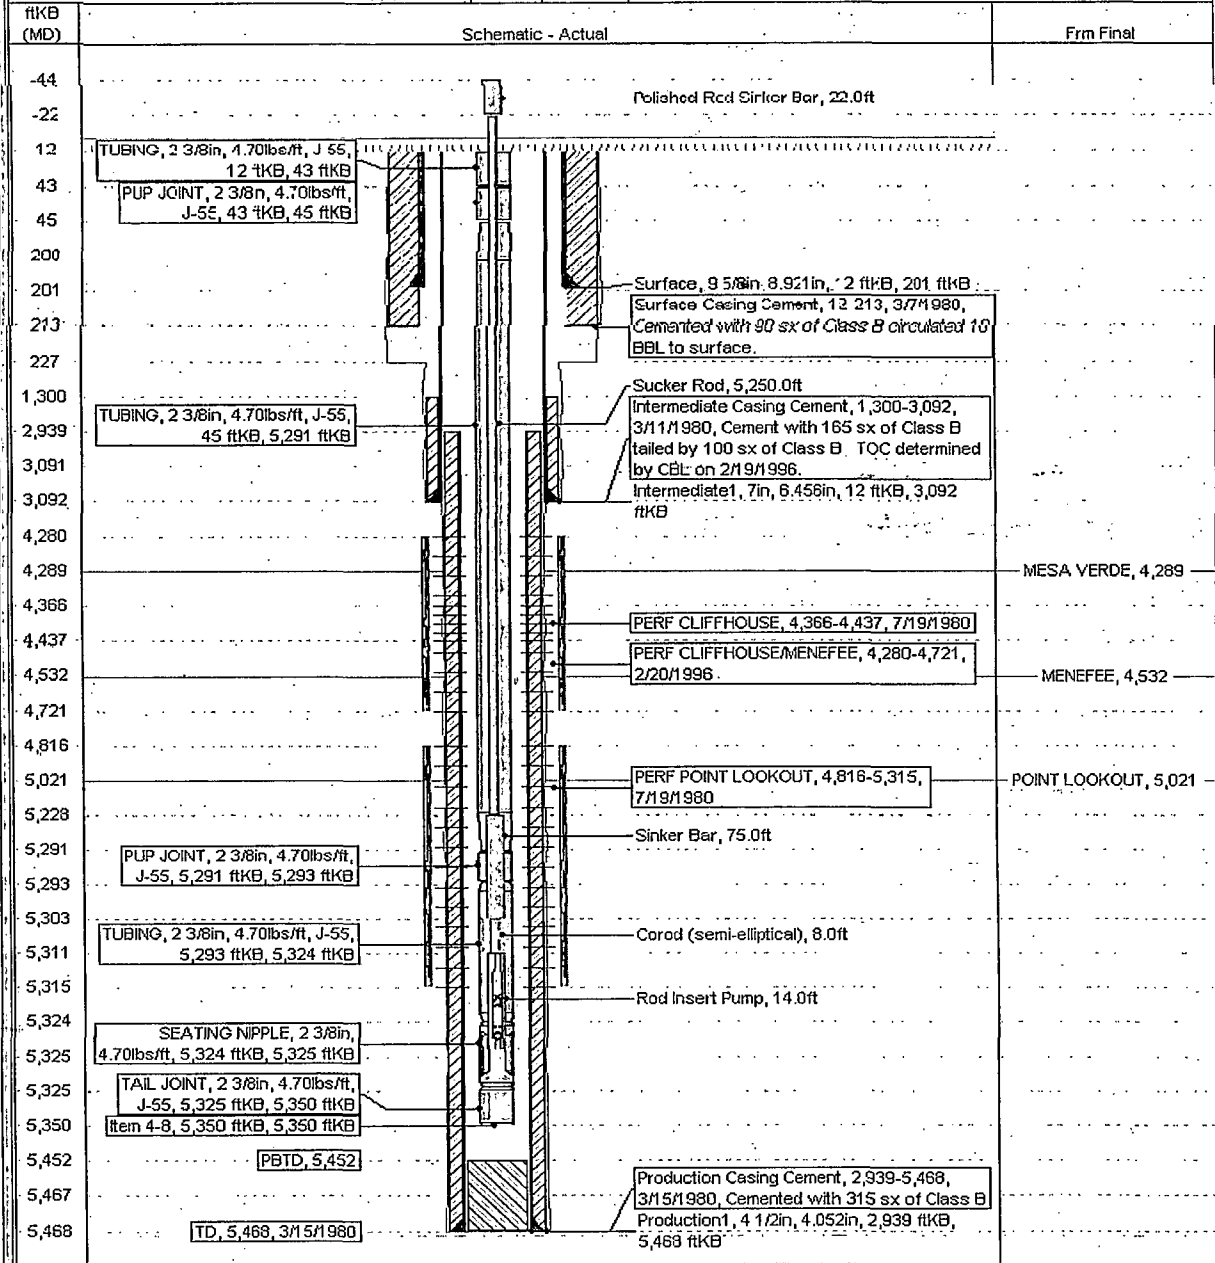 ftKB
(MD)
Schematic - Actual
Frm Final
-44
Polished Rod Sinker Bar, 22.0ft
-22
12
TUBING, 2 3/8in, 4.70lbs/ft, J-55,
12 ftKB, 43 ftKB
43
PUP JOINT, 2 3/8in, 4.70lbs/ft,
J-55, 43 ftKB, 45 ftKB
45
200
201
Surface, 9 5/8in, 8.921in, 12 ftKB, 201 ftKB
213
Surface Casing Cement, 12-213, 3/7/1980,
Cemented with 90 sx of Class B circulated 10
BBL to surface.
227
1,300
Sucker Rod, 5,250.0ft
TUBING, 2 3/8in, 4.70lbs/ft, J-55,
45 ftKB, 5,291 ftKB
2,939
Intermediate Casing Cement, 1,300-3,092,
3/11/1980, Cement with 165 sx of Class B
tailed by 100 sx of Class B. TOC determined
by CBL on 2/19/1996.
3,091
3,092
Intermediate1, 7in, 6.456in, 12 ftKB, 3,092
ftKB
4,280
4,289
MESA VERDE, 4,289
4,366
PERF CLIFFHOUSE, 4,366-4,437, 7/19/1980
4,437
PERF CLIFFHOUSE/MENEFEE, 4,280-4,721,
2/20/1996
4,532
MENEFEE, 4,532
4,721
4,816
5,021
PERF POINT LOOKOUT, 4,816-5,315,
7/19/1980
POINT LOOKOUT, 5,021
5,228
Sinker Bar, 75.0ft
5,291
PUP JOINT, 2 3/8in, 4.70lbs/ft,
J-55, 5,291 ftKB, 5,293 ftKB
5,293
5,303
TUBING, 2 3/8in, 4.70lbs/ft, J-55,
5,293 ftKB, 5,324 ftKB
Corod (semi-elliptical), 8.0ft
5,311
5,315
Rod Insert Pump, 14.0ft
5,324
SEATING NIPPLE, 2 3/8in,
4.70lbs/ft, 5,324 ftKB, 5,325 ftKB
5,325
TAIL JOINT, 2 3/8in, 4.70lbs/ft,
J-55, 5,325 ftKB, 5,350 ftKB
5,325
Item 4-8, 5,350 ftKB, 5,350 ftKB
5,350
PBTD, 5,452
5,452
Production Casing Cement, 2,939-5,468,
3/15/1980, Cemented with 315 sx of Class B
5,467
Production1, 4 1/2in, 4.052in, 2,939 ftKB,
5,468 ftKB
TD, 5,468, 3/15/1980
5,468